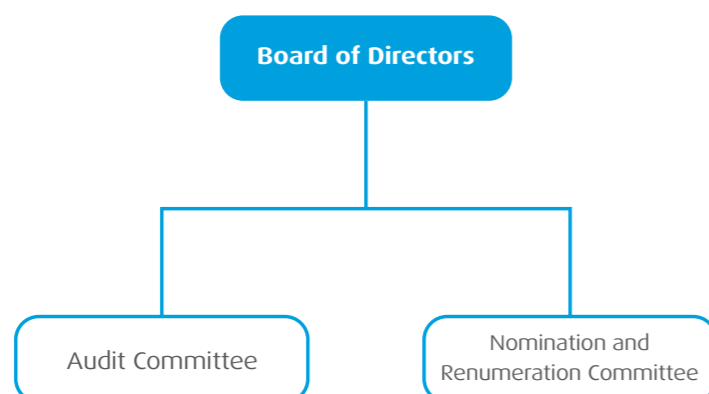 Board of Directors
Audit Committee
Nomination and
Renumeration Committee